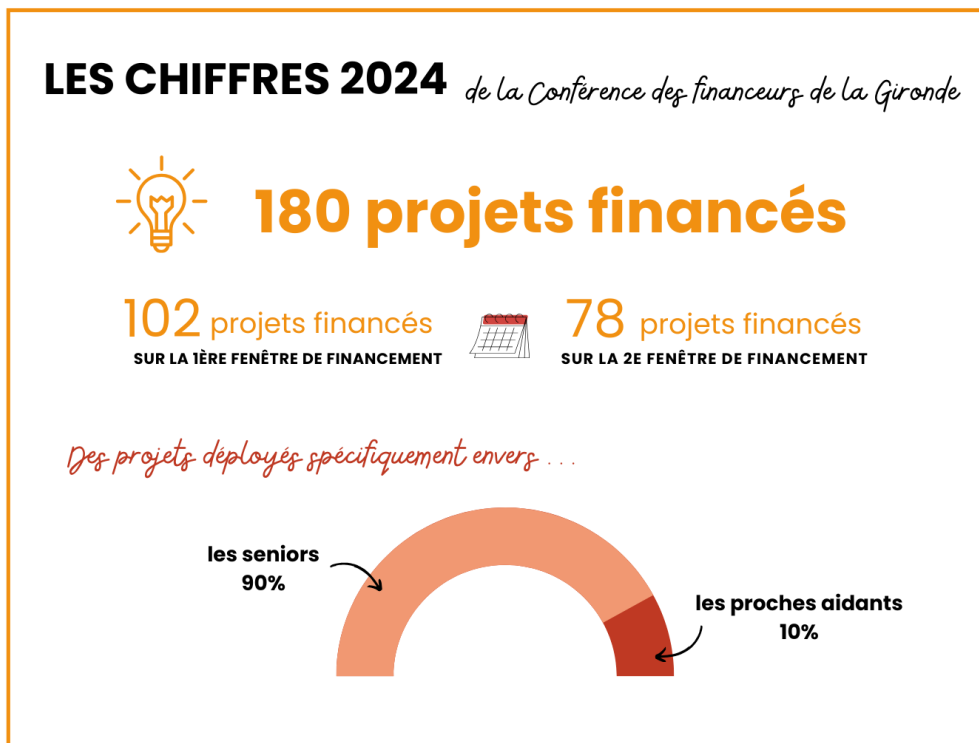 LES CHIFFRES 2024 de la Conférence des financeurs de la Gironde
180 projets financés
102 projets financés
SUR LA 1ÈRE FENÊTRE DE FINANCEMENT
78 projets financés
SUR LA 2E FENÊTRE DE FINANCEMENT
Des projets déployés spécifiquement envers ...
les seniors
90%
les proches aidants
10%